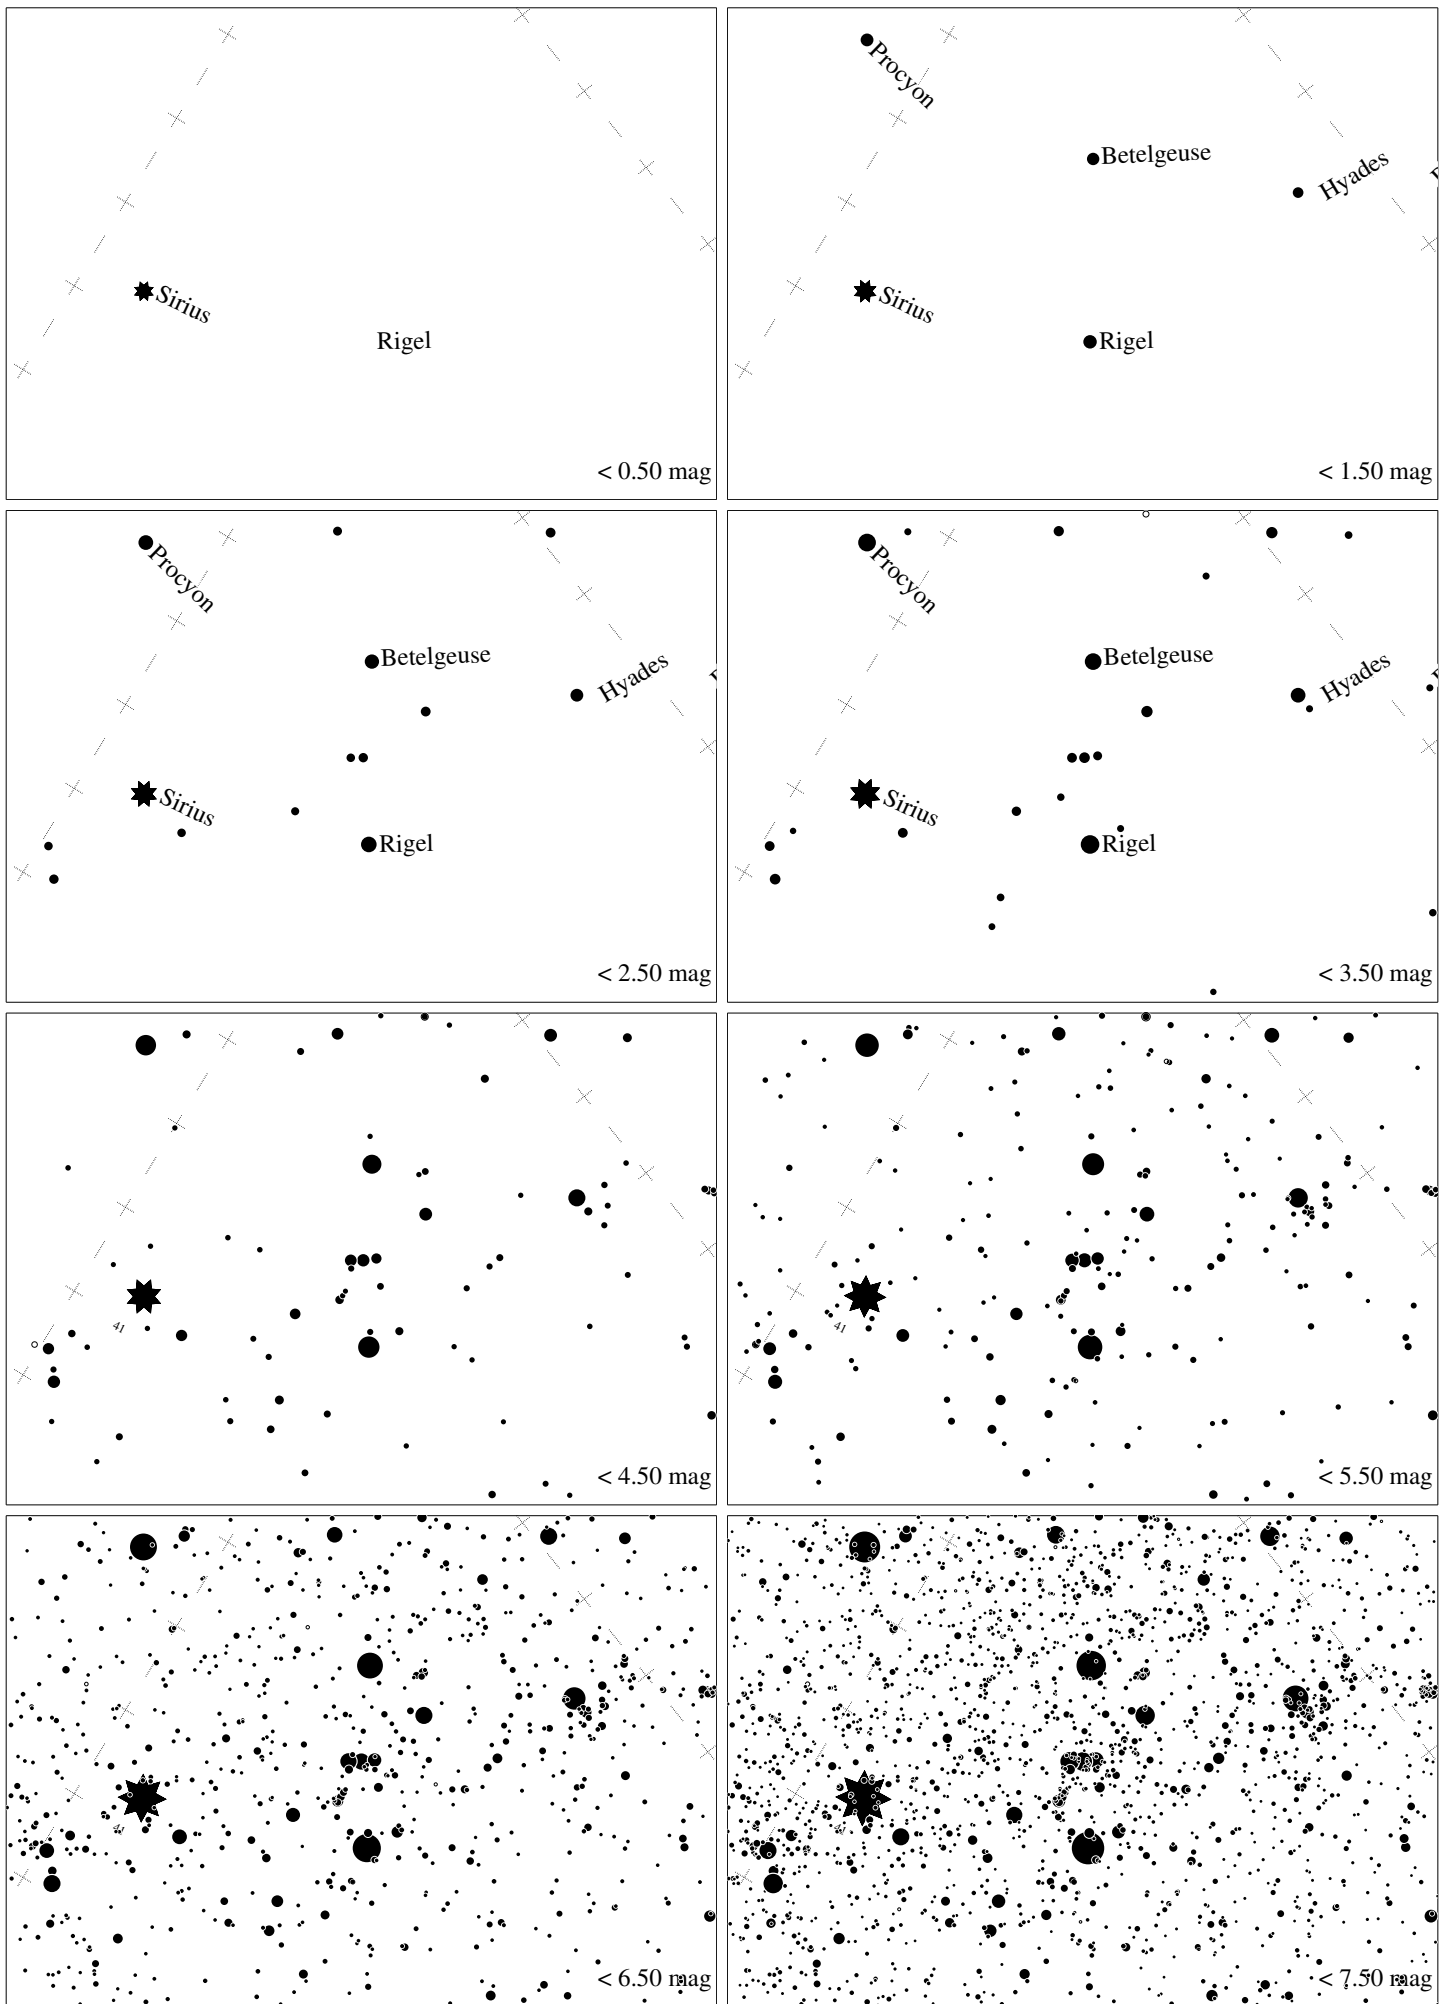 Sirius
Rigel
< 0.50 mag
Procyon
Betelgeuse
Hyades
Sirius
Rigel
< 1.50 mag
Procyon
Betelgeuse
Hyades
Sirius
Rigel
< 2.50 mag
Procyon
Betelgeuse
Hyades
Sirius
Rigel
< 3.50 mag
41
< 4.50 mag
41
< 5.50 mag
< 6.50 mag
< 7.50 mag